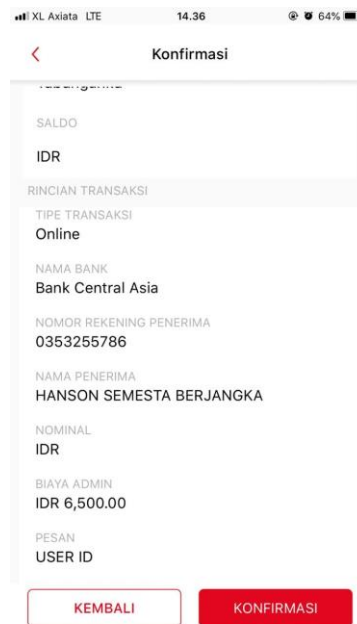 XL Axiata LTE 14.36 64%
Konfirmasi
SALDO
IDR
RINCIAN TRANSAKSI
TIPE TRANSAKSI
Online
NAMA BANK
Bank Central Asia
NOMOR REKENING PENERIMA
0353255786
NAMA PENERIMA
HANSON SEMESTA BERJANGKA
NOMINAL
IDR
BIAYA ADMIN
IDR 6,500.00
PESAN
USER ID
KEMBALI KONFIRMASI